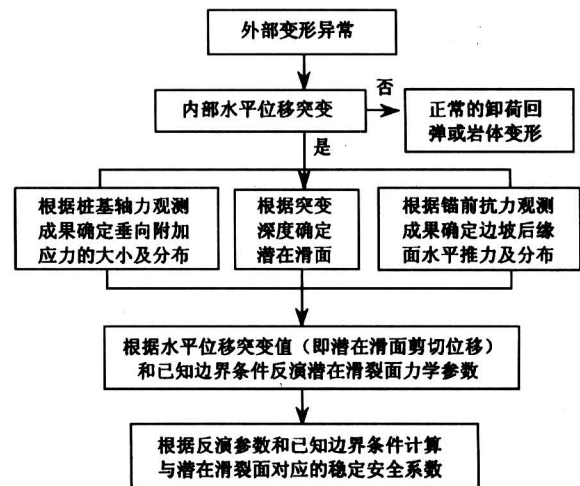 外部变形异常
内部水平位移突变
否
正常的卸荷回
弹或岩体变形
是
根据桩基轴力观测
成果确定垂向附加
应力的大小及分布
根据突变
深度确定
潜在滑面
根据锚前抗力观测
成果确定边坡后缘
面水平推力及分布
根据水平位移突变值（即潜在滑面剪切位移）
和已知边界条件反演潜在滑裂面力学参数
根据反演参数和已知边界条件计算
与潜在滑裂面对应的稳定安全系数